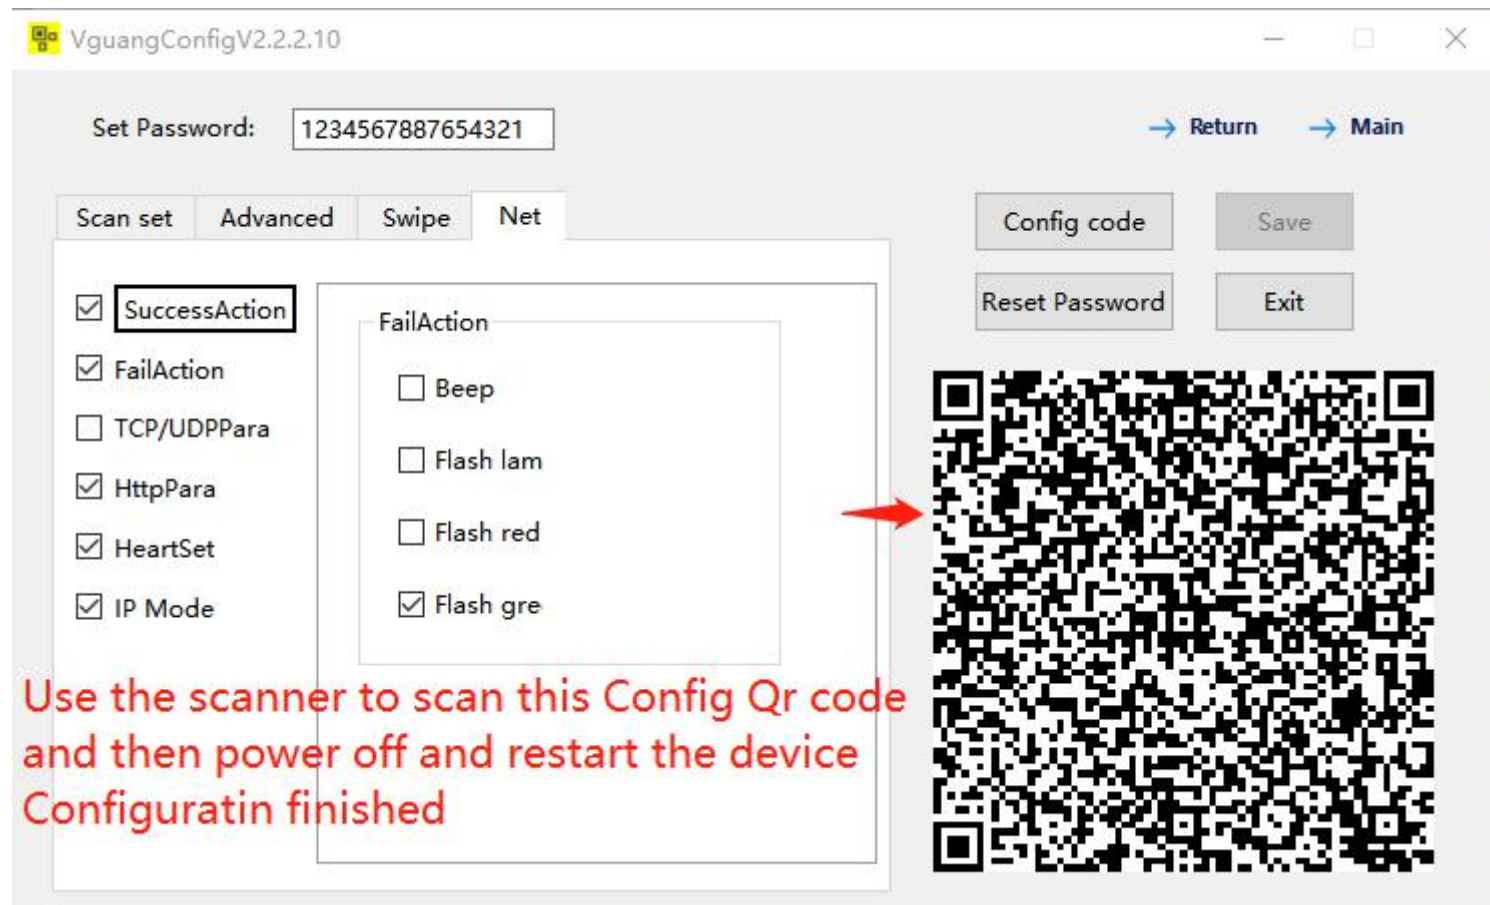 VguangConfigV2.2.2.10
Set Password: 1234567887654321
Return Main
Scan set Advanced Swipe Net
Config code Save
Reset Password Exit
SuccessAction
FailAction
TCP/UDPPara
HttpPara
HeartSet
IP Mode
FailAction
Beep
Flash lam
Flash red
Flash gre
Use the scanner to scan this Config Qr code
and then power off and restart the device
Configuratin finished